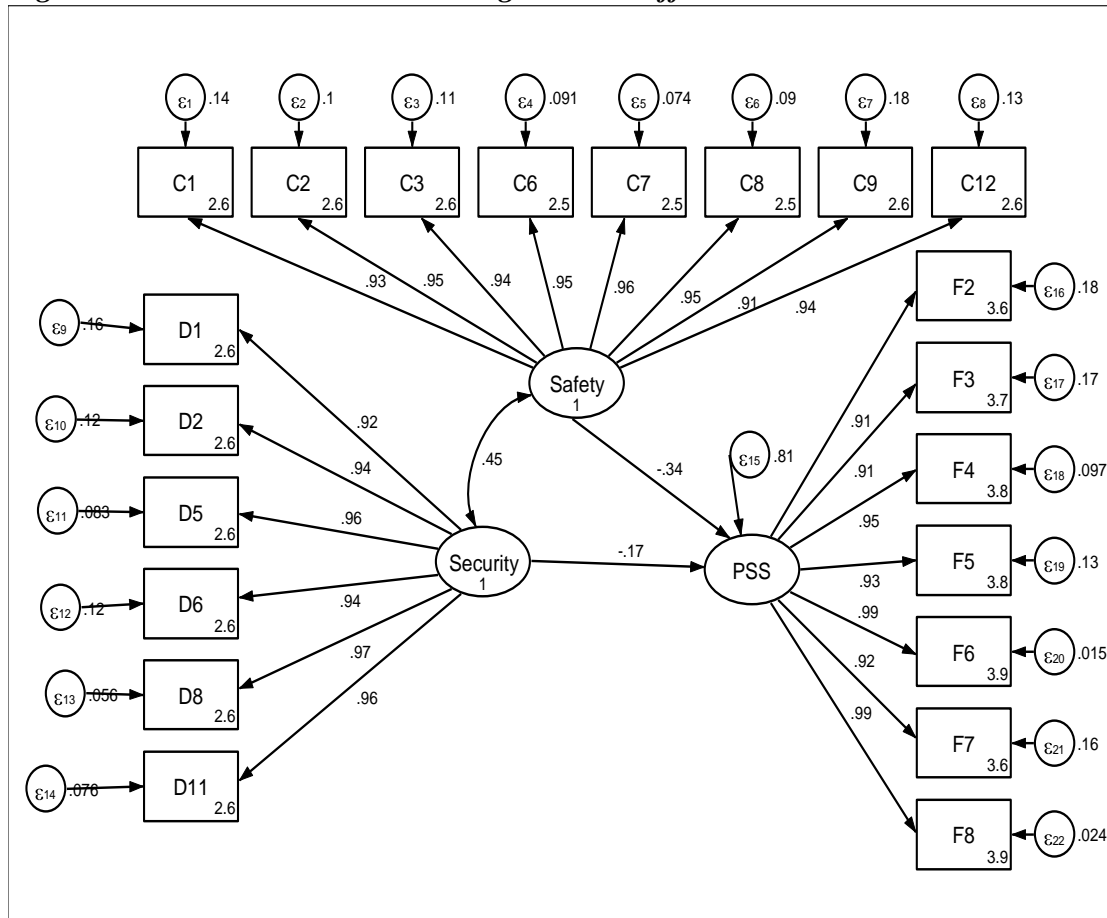 ε1 .14 ε2 .1 ε3 .11 ε4 .091 ε5 .074 ε6 .09 ε7 .18 ε8 .13
C1 C2 C3 C6 C7 C8 C9 C12
2.6 2.6 2.6 2.5 2.5 2.5 2.6 2.6
.93 .95 .94 .95 .96 .95 .91 .94
Safety
1
ε9 .16 D1 2.6 .92
ε10 .12 D2 2.6 .94
ε11 .083 D5 2.6 .96
ε12 .12 D6 2.6 .94
ε13 .056 D8 2.6 .97
ε14 .076 D11 2.6 .96
.45
Security
1
-.34
-.17
ε15 .81
PSS
.91 F2 3.6 ε16 .18
.91 F3 3.7 ε17 .17
.95 F4 3.8 ε18 .097
.93 F5 3.8 ε19 .13
.99 F6 3.9 ε20 .015
.92 F7 3.6 ε21 .16
.99 F8 3.9 ε22 .024